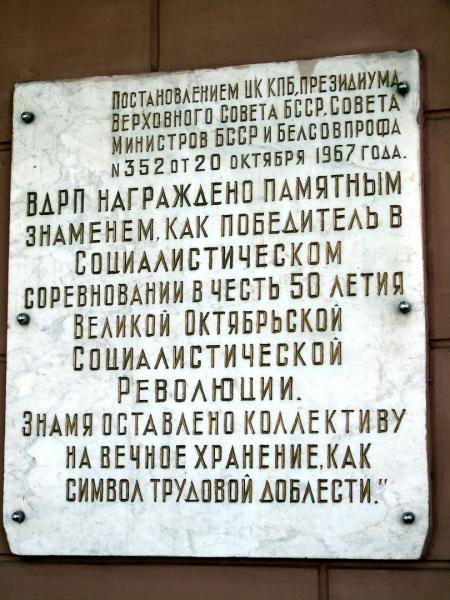 Постановлением ЦК КПБ, Президиума
Верховного Совета БССР, Совета
Министров БССР и Белсовпрофа
N 352 от 20 октября 1967 года.
ВДРП награждено памятным
знаменем, как победитель в
Социалистическом
соревновании в честь 50 летия
Великой Октябрьской
Социалистической
Революции.
Знамя оставлено коллективу
на вечное хранение, как
символ трудовой доблести."